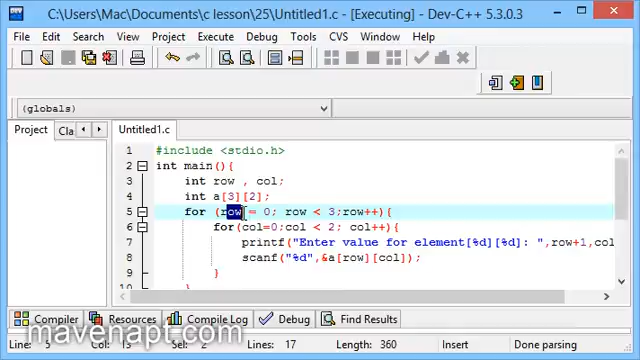 C:\Users\Mac\Documents\c lesson\25\Untitled1.c - [Executing] - Dev-C++ 5.3.0.3
File Edit Search View Project Execute Tools CVS Window Help
(globals)
Project Cla Untitled1.c
1 #include <stdio.h>
2 int main(){
3 int row , col;
4 int a[3][2];
5 for (row = 0; row < 3;row++){
6 for(col=0;col < 2; col++){
7 printf("Enter value for element[%d][%d]: ",row+1,col
8 scanf("%d",&a[row][col]);
9 }
10 }
Compiler Resources Compile Log Debug Find Results
mavenapt.com
Line: 5 Col: 13 Sel: 2 Lines: 17 Length: 360 Insert Done parsing